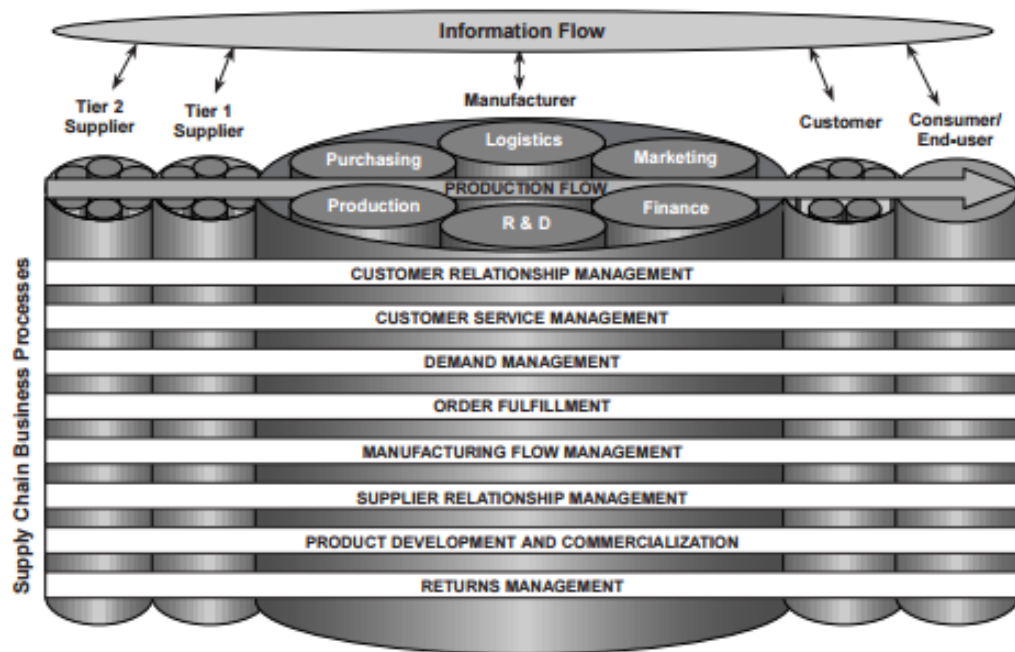 Information Flow
Tier 2
Supplier
Tier 1
Supplier
Manufacturer
Customer
Consumer/
End-user
Logistics
Purchasing
Marketing
PRODUCTION FLOW
Production
R & D
Finance
Supply Chain Business Processes
CUSTOMER RELATIONSHIP MANAGEMENT
CUSTOMER SERVICE MANAGEMENT
DEMAND MANAGEMENT
ORDER FULFILLMENT
MANUFACTURING FLOW MANAGEMENT
SUPPLIER RELATIONSHIP MANAGEMENT
PRODUCT DEVELOPMENT AND COMMERCIALIZATION
RETURNS MANAGEMENT